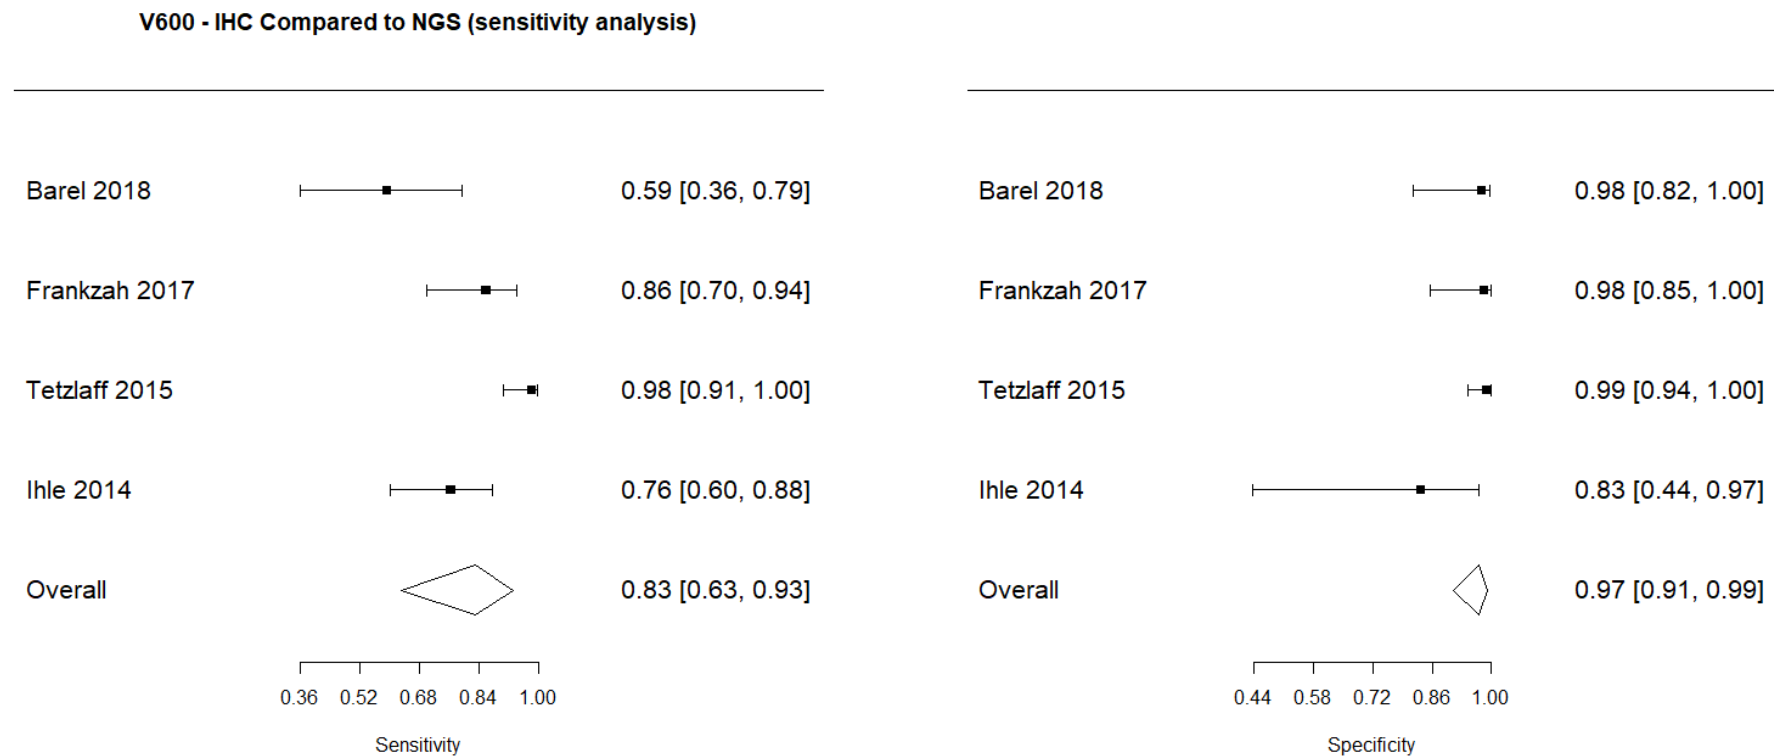 V600 - IHC Compared to NGS (sensitivity analysis)
Barel 2018 0.59 [0.36, 0.79]
Frankzah 2017 0.86 [0.70, 0.94]
Tetzlaff 2015 0.98 [0.91, 1.00]
Ihle 2014 0.76 [0.60, 0.88]
Overall 0.83 [0.63, 0.93]
0.36 0.52 0.68 0.84 1.00
Sensitivity
Barel 2018 0.98 [0.82, 1.00]
Frankzah 2017 0.98 [0.85, 1.00]
Tetzlaff 2015 0.99 [0.94, 1.00]
Ihle 2014 0.83 [0.44, 0.97]
Overall 0.97 [0.91, 0.99]
0.44 0.58 0.72 0.86 1.00
Specificity